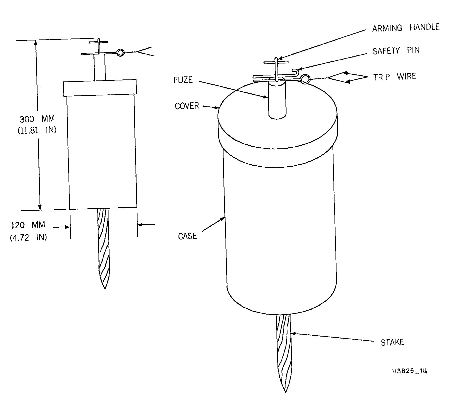 ARMING HANDLE
SAFETY PIN
TRIP WIRE
FUZE
COVER
300 MM
(11.81 IN)
120 MM
(4.72 IN)
CASE
STAKE